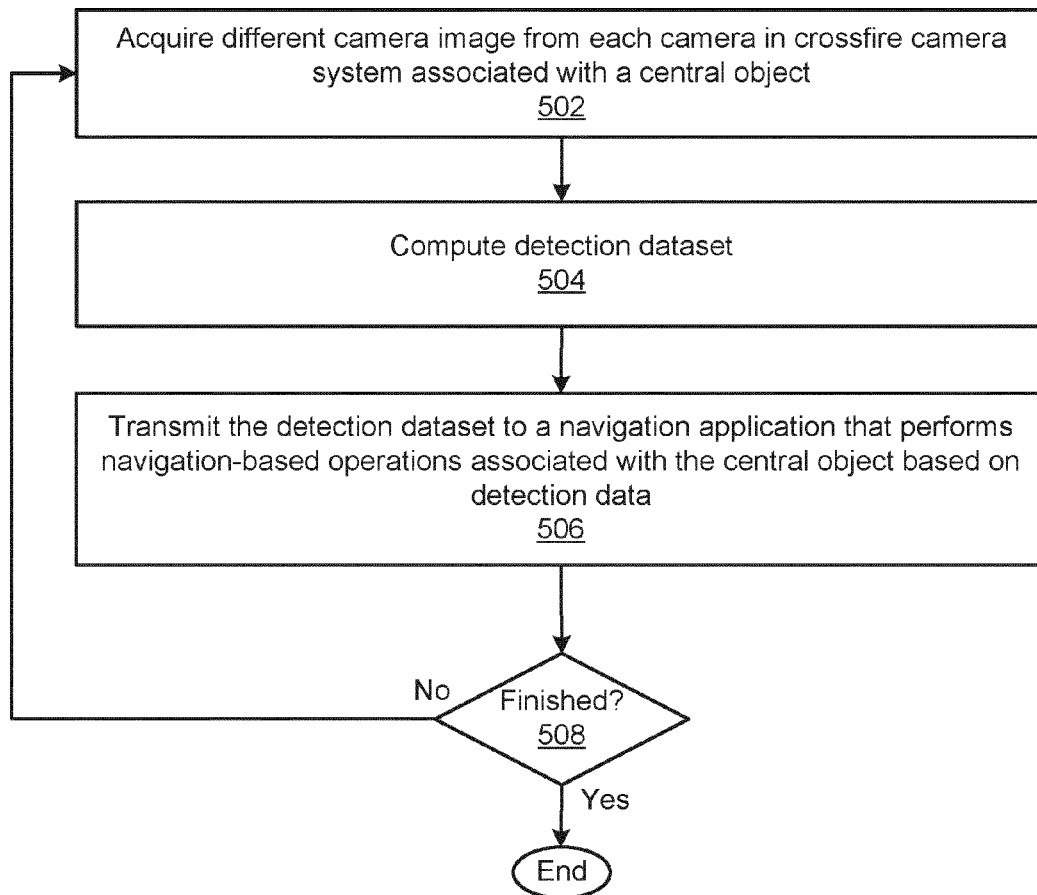 Acquire different camera image from each camera in crossfire camera
system associated with a central object
502
Compute detection dataset
504
Transmit the detection dataset to a navigation application that performs
navigation-based operations associated with the central object based on
detection data
506
No
Finished?
508
Yes
End